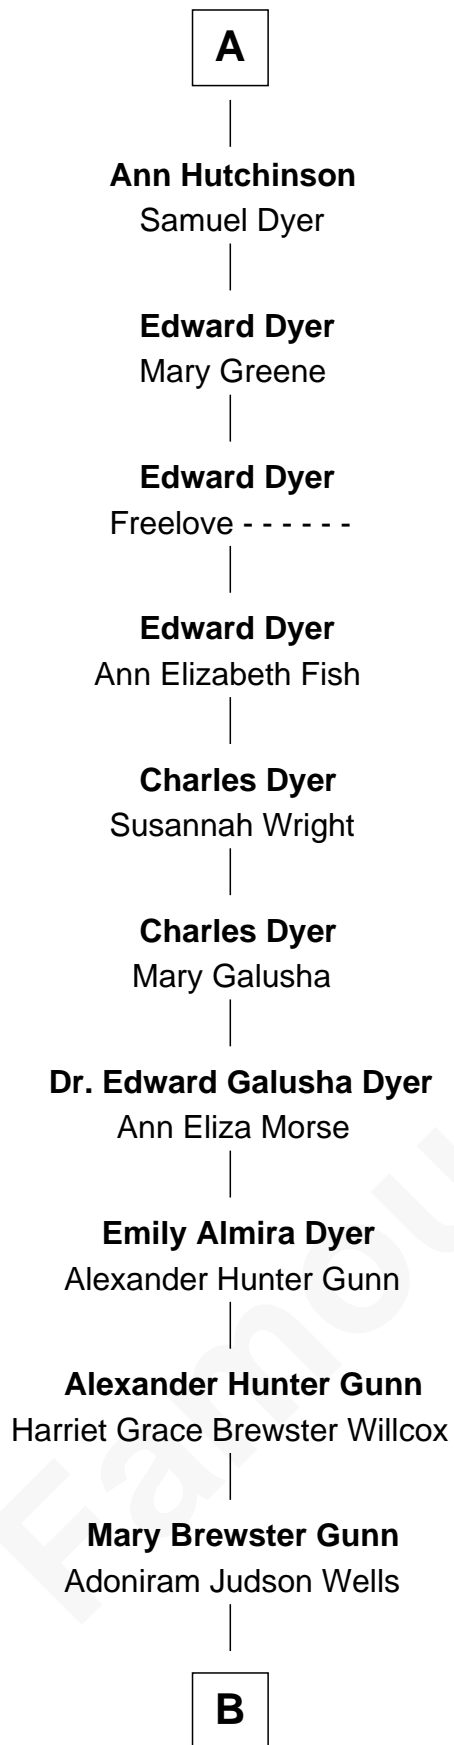 A
Ann Hutchinson
Samuel Dyer
Edward Dyer
Mary Greene
Edward Dyer
Freelove - - - - - -
Edward Dyer
Ann Elizabeth Fish
Charles Dyer
Susannah Wright
Charles Dyer
Mary Galusha
Dr. Edward Galusha Dyer
Ann Eliza Morse
Emily Almira Dyer
Alexander Hunter Gunn
Alexander Hunter Gunn
Harriet Grace Brewster Willcox
Mary Brewster Gunn
Adoniram Judson Wells
B
Famou